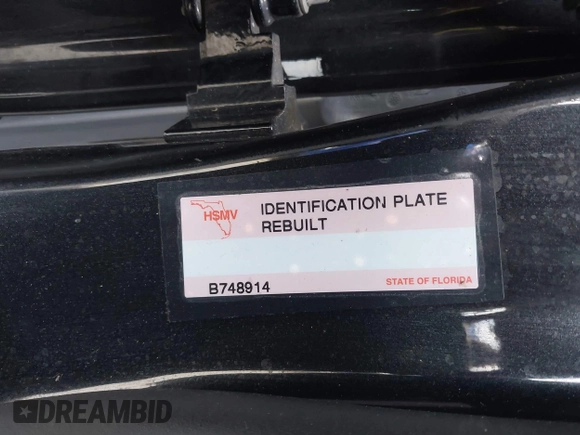 HSMV
IDENTIFICATION PLATE
REBUILT
B748914
STATE OF FLORIDA
DREAMBID